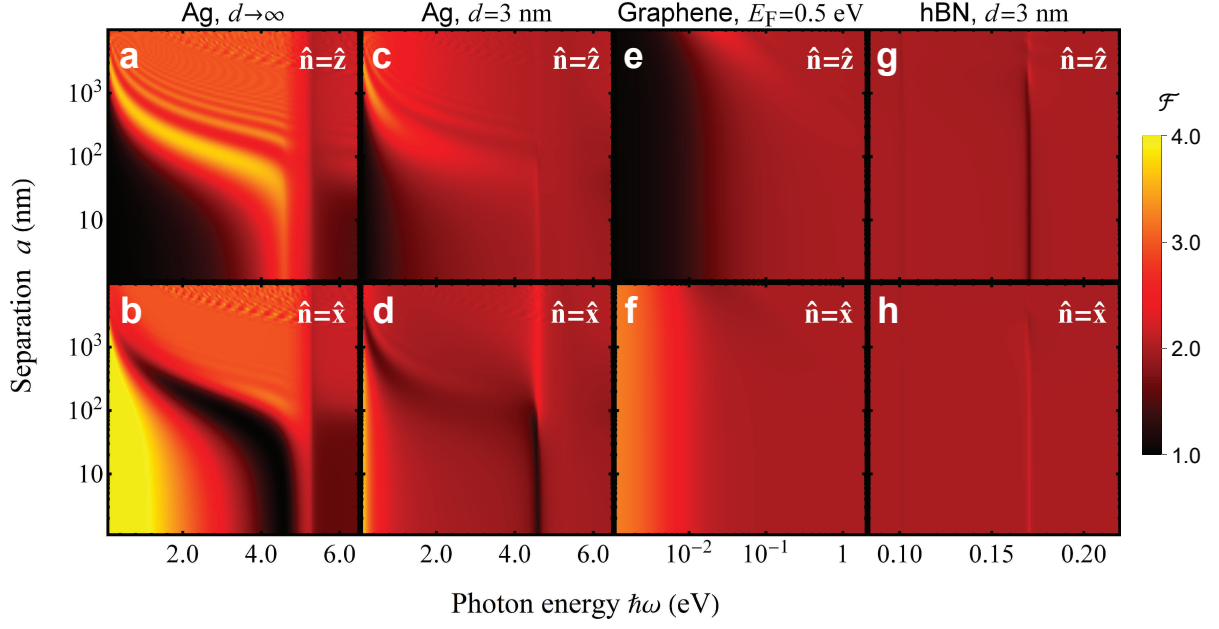 Ag, d→∞
Ag, d=3 nm
Graphene, E_F=0.5 eV
hBN, d=3 nm
a
n̂=ẑ
c
n̂=ẑ
e
n̂=ẑ
g
n̂=ẑ
10³
10²
10
b
n̂=x̂
d
n̂=x̂
f
n̂=x̂
h
n̂=x̂
10³
10²
10
Separation a (nm)
ℱ
4.0
3.0
2.0
1.0
2.0 4.0 6.0
2.0 4.0 6.0
10⁻² 10⁻¹ 1
0.10 0.15 0.20
Photon energy ħω (eV)